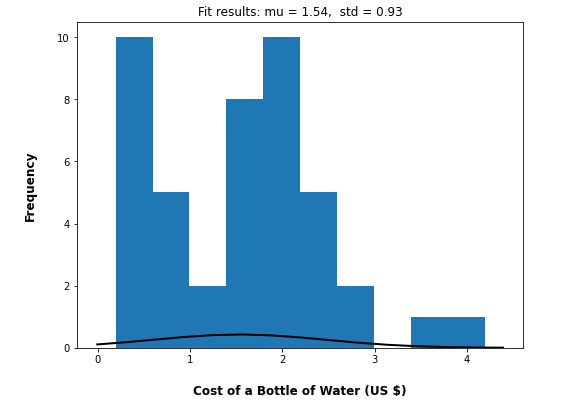 Fit results: mu = 1.54,  std = 0.93
10
8
6
4
2
0
Frequency
0 1 2 3 4
Cost of a Bottle of Water (US $)